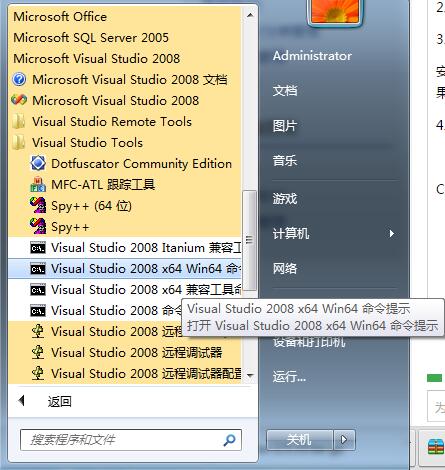 Microsoft Office
Microsoft SQL Server 2005
Microsoft Visual Studio 2008
Microsoft Visual Studio 2008 文档
Microsoft Visual Studio 2008
Visual Studio Remote Tools
Visual Studio Tools
Dotfuscator Community Edition
MFC-ATL 跟踪工具
Spy++ (64 位)
Spy++
Visual Studio 2008 Itanium 兼容工
Visual Studio 2008 x64 Win64 命令
Visual Studio 2008 x64 兼容工具命
Visual Studio 2008 命令
Visual Studio 2008 远程
Visual Studio 2008 远程调试器
Visual Studio 2008 远程调试器配置
返回
搜索程序和文件
Administrator
文档
图片
音乐
游戏
计算机
网络
Visual Studio 2008 x64 Win64 命令提示
打开 Visual Studio 2008 x64 Win64 命令提示
设备和打印机
运行...
关机
2.
3.
安
果
4.
C
为